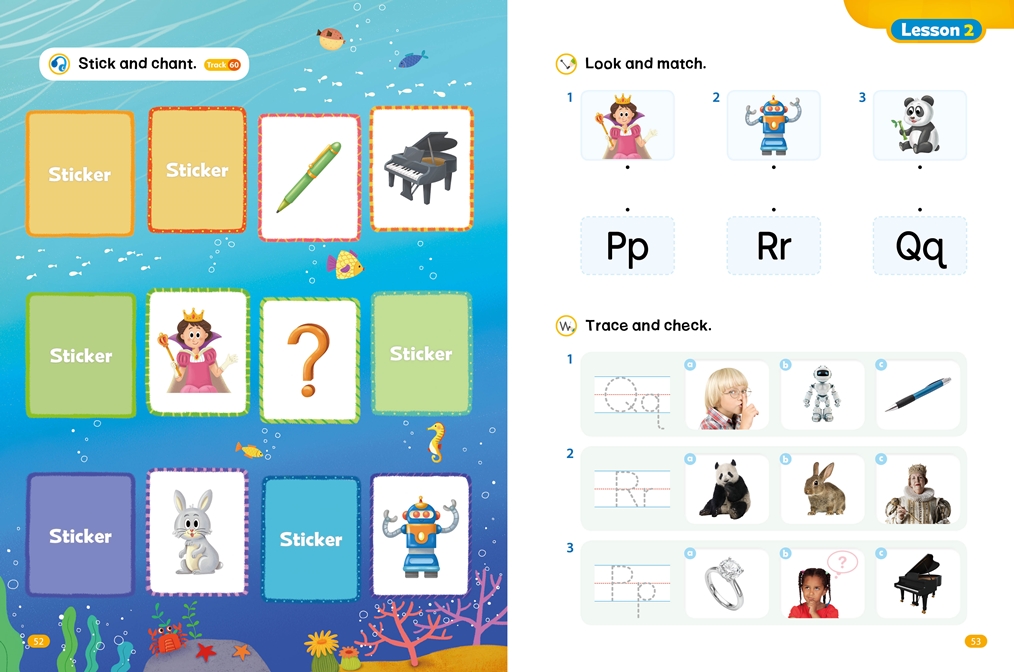 Stick and chant. Track 60
Sticker
Sticker
Sticker
?
Sticker
Sticker
Sticker
52
Lesson 2
Look and match.
1 2 3
Pp Rr Qq
Trace and check.
1 Qq a b c
2 Rr a b c
3 Pp a b ? c
53